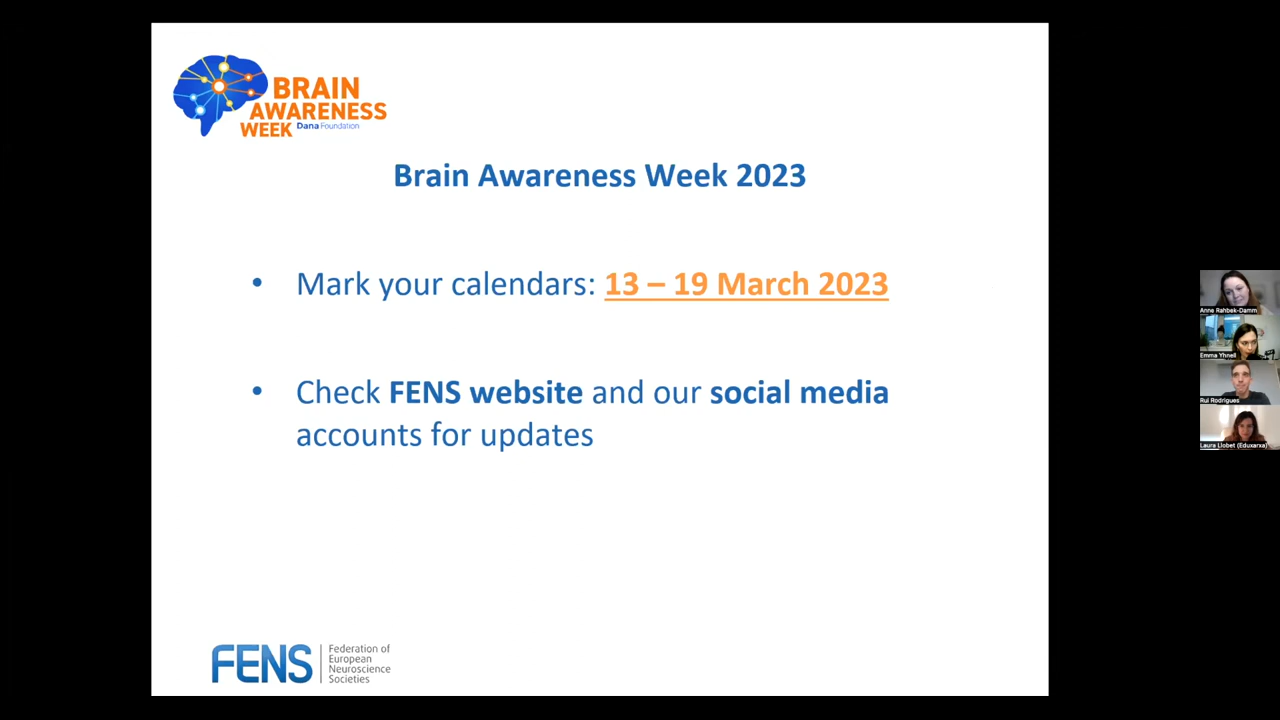 BRAIN
AWARENESS
WEEK Dana Foundation
Brain Awareness Week 2023
• Mark your calendars: 13 – 19 March 2023
• Check FENS website and our social media
accounts for updates
Anne Rahbek-Damm
Emma Yhnell
Rui Rodrigues
Laura Llobet (Eduxarxa)
FENS
Federation of
European
Neuroscience
Societies